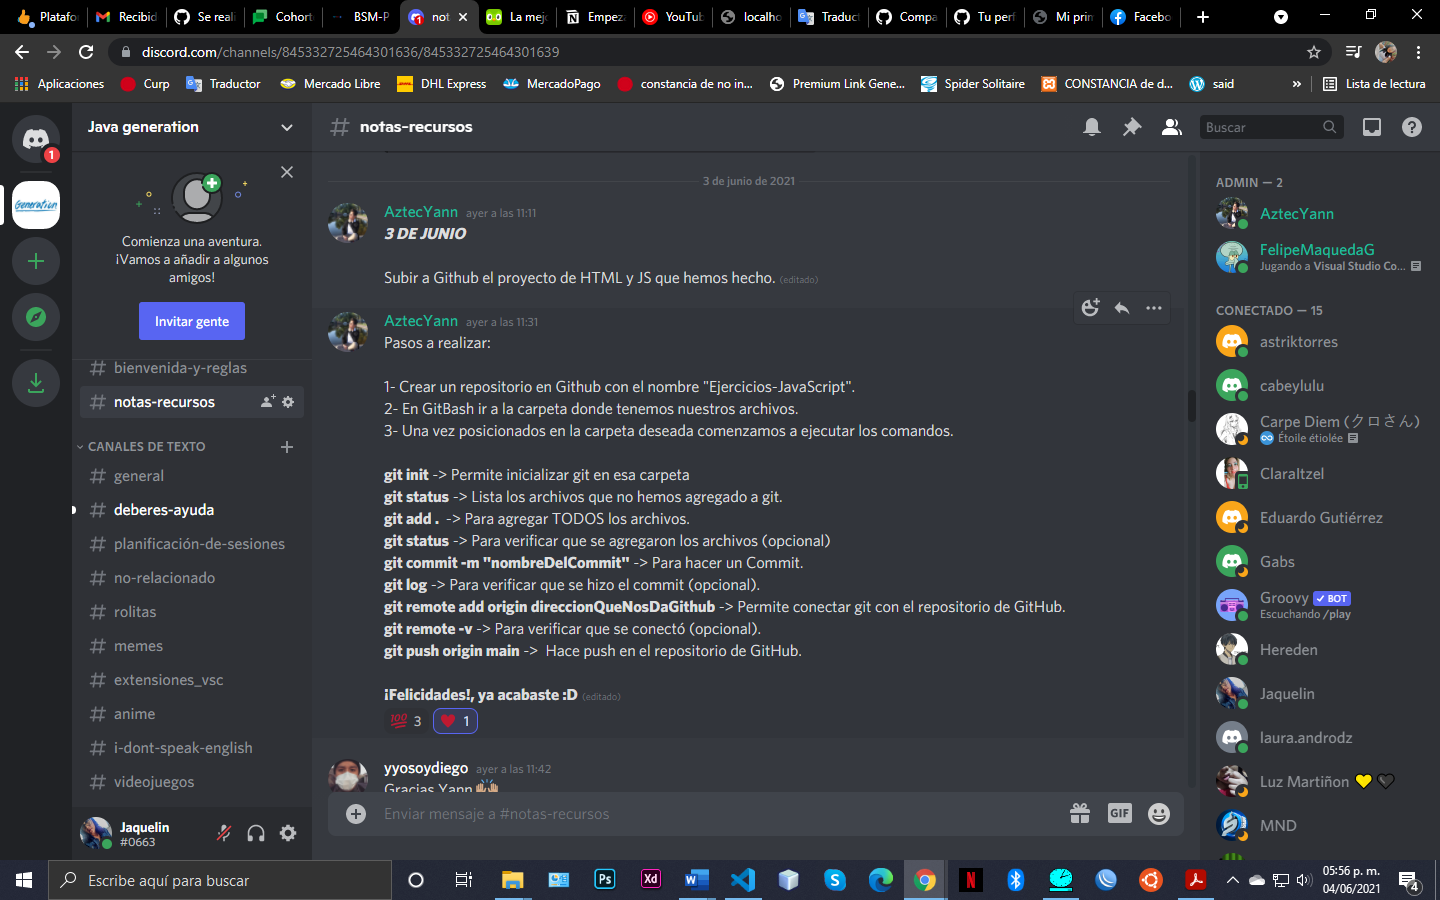 Platafo
Recibid
Se reali
Cohort
BSM-P
not
La mejo
Empeza
YouTub
localho
Traduct
Compa
Tu perf
Mi prim
Facebo
discord.com/channels/845332725464301636/845332725464301639
Aplicaciones
Curp
Traductor
Mercado Libre
DHL Express
MercadoPago
constancia de no in...
Premium Link Gene...
Spider Solitaire
CONSTANCIA de d...
said
»
Lista de lectura
1
Generation
Java generation
Comienza una aventura.
¡Vamos a añadir a algunos
amigos!
Invitar gente
# bienvenida-y-reglas
# notas-recursos
CANALES DE TEXTO
# general
# deberes-ayuda
# planificación-de-sesiones
# no-relacionado
# rolitas
# memes
# extensiones_vsc
# anime
# i-dont-speak-english
# videojuegos
Jaquelin
#0663
# notas-recursos
Buscar
3 de junio de 2021
AztecYann ayer a las 11:11
3 DE JUNIO
Subir a Github el proyecto de HTML y JS que hemos hecho. (editado)
AztecYann ayer a las 11:31
Pasos a realizar:
1- Crear un repositorio en Github con el nombre "Ejercicios-JavaScript".
2- En GitBash ir a la carpeta donde tenemos nuestros archivos.
3- Una vez posicionados en la carpeta deseada comenzamos a ejecutar los comandos.
git init -> Permite inicializar git en esa carpeta
git status -> Lista los archivos que no hemos agregado a git.
git add . -> Para agregar TODOS los archivos.
git status -> Para verificar que se agregaron los archivos (opcional)
git commit -m "nombreDelCommit" -> Para hacer un Commit.
git log -> Para verificar que se hizo el commit (opcional).
git remote add origin direccionQueNosDaGithub -> Permite conectar git con el repositorio de GitHub.
git remote -v -> Para verificar que se conectó (opcional).
git push origin main -> Hace push en el repositorio de GitHub.
¡Felicidades!, ya acabaste :D (editado)
💯 3 ❤ 1
yyosoydiego ayer a las 11:42
Gracias Yann 🙌
Enviar mensaje a #notas-recursos
GIF
ADMIN — 2
AztecYann
FelipeMaquedaG
Jugando a Visual Studio Co...
CONECTADO — 15
astriktorres
cabeylulu
Carpe Diem (クロさん)
Étoile étiolée
ClaraItzel
Eduardo Gutiérrez
Gabs
Groovy BOT
Escuchando /play
Hereden
Jaquelin
laura.androdz
Luz Martiñon
MND
Escribe aquí para buscar
Ps
Xd
05:56 p. m.
04/06/2021
4